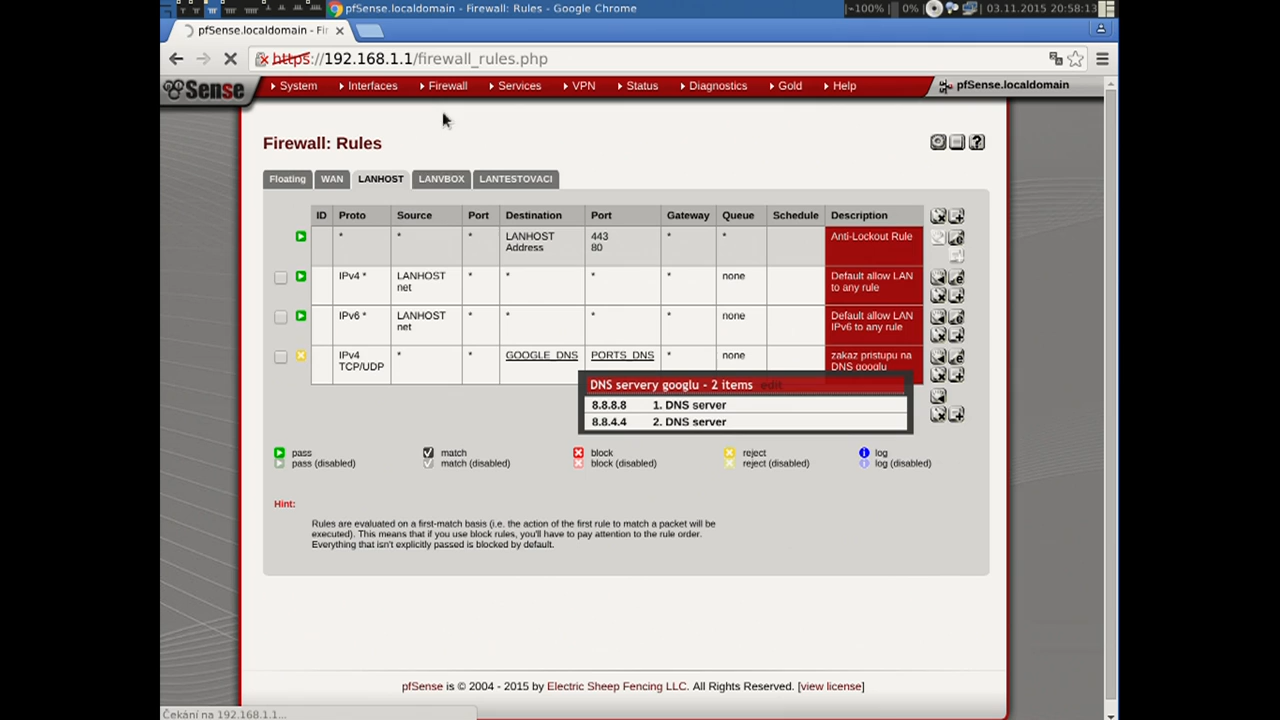 pfSense.localdomain - Firewall: Rules - Google Chrome
~100%
0%
03.11.2015 20:58:13
pfSense.localdomain - Fir
https://192.168.1.1/firewall_rules.php
Sense
System Interfaces Firewall Services VPN Status Diagnostics Gold Help
pfSense.localdomain
Firewall: Rules
Floating WAN LANHOST LANVBOX LANTESTOVACI
ID Proto Source Port Destination Port Gateway Queue Schedule Description
* * * LANHOST 443 * * Anti-Lockout Rule
Address 80
IPv4 * LANHOST * * * * none Default allow LAN
net to any rule
IPv6 * LANHOST * * * * none Default allow LAN
net IPv6 to any rule
IPv4 * * GOOGLE_DNS PORTS_DNS * none zakaz pristupu na
TCP/UDP DNS googlu
DNS servery googlu - 2 items edit
8.8.8.8 1. DNS server
8.8.4.4 2. DNS server
pass match block reject log
pass (disabled) match (disabled) block (disabled) reject (disabled) log (disabled)
Hint:
Rules are evaluated on a first-match basis (i.e. the action of the first rule to match a packet will be
executed). This means that if you use block rules, you'll have to pay attention to the rule order.
Everything that isn't explicitly passed is blocked by default.
pfSense is © 2004 - 2015 by Electric Sheep Fencing LLC. All Rights Reserved. [view license]
Čekání na 192.168.1.1...